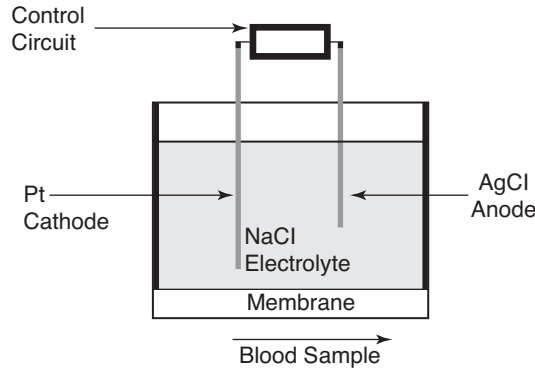 Control
Circuit
Pt
Cathode
AgCl
Anode
NaCl
Electrolyte
Membrane
Blood Sample